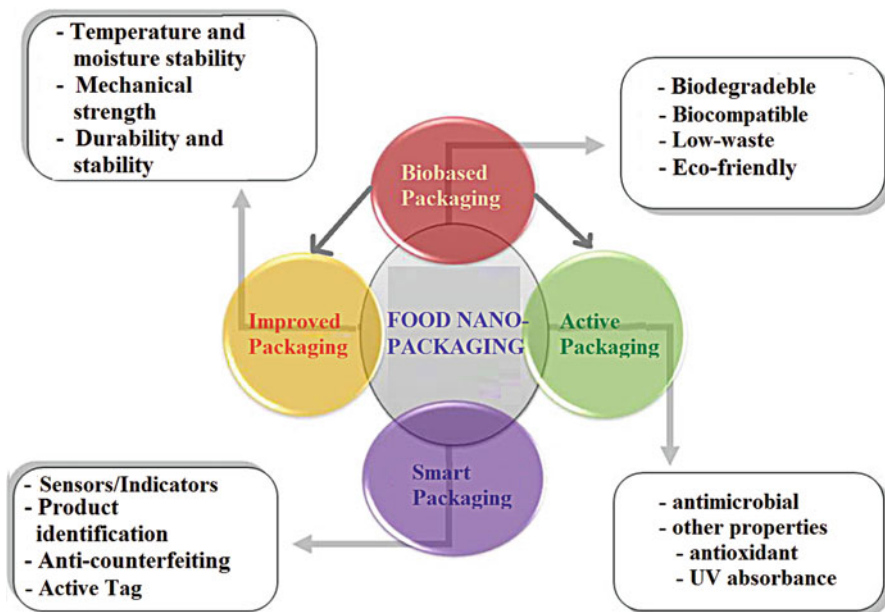 - Temperature and
moisture stability
- Mechanical
strength
- Durability and
stability
- Biodegradeble
- Biocompatible
- Low-waste
- Eco-friendly
Biobased
Packaging
Improved
Packaging
FOOD NANO-
PACKAGING
Active
Packaging
Smart
Packaging
- Sensors/Indicators
- Product
identification
- Anti-counterfeiting
- Active Tag
- antimicrobial
- other properties
- antioxidant
- UV absorbance